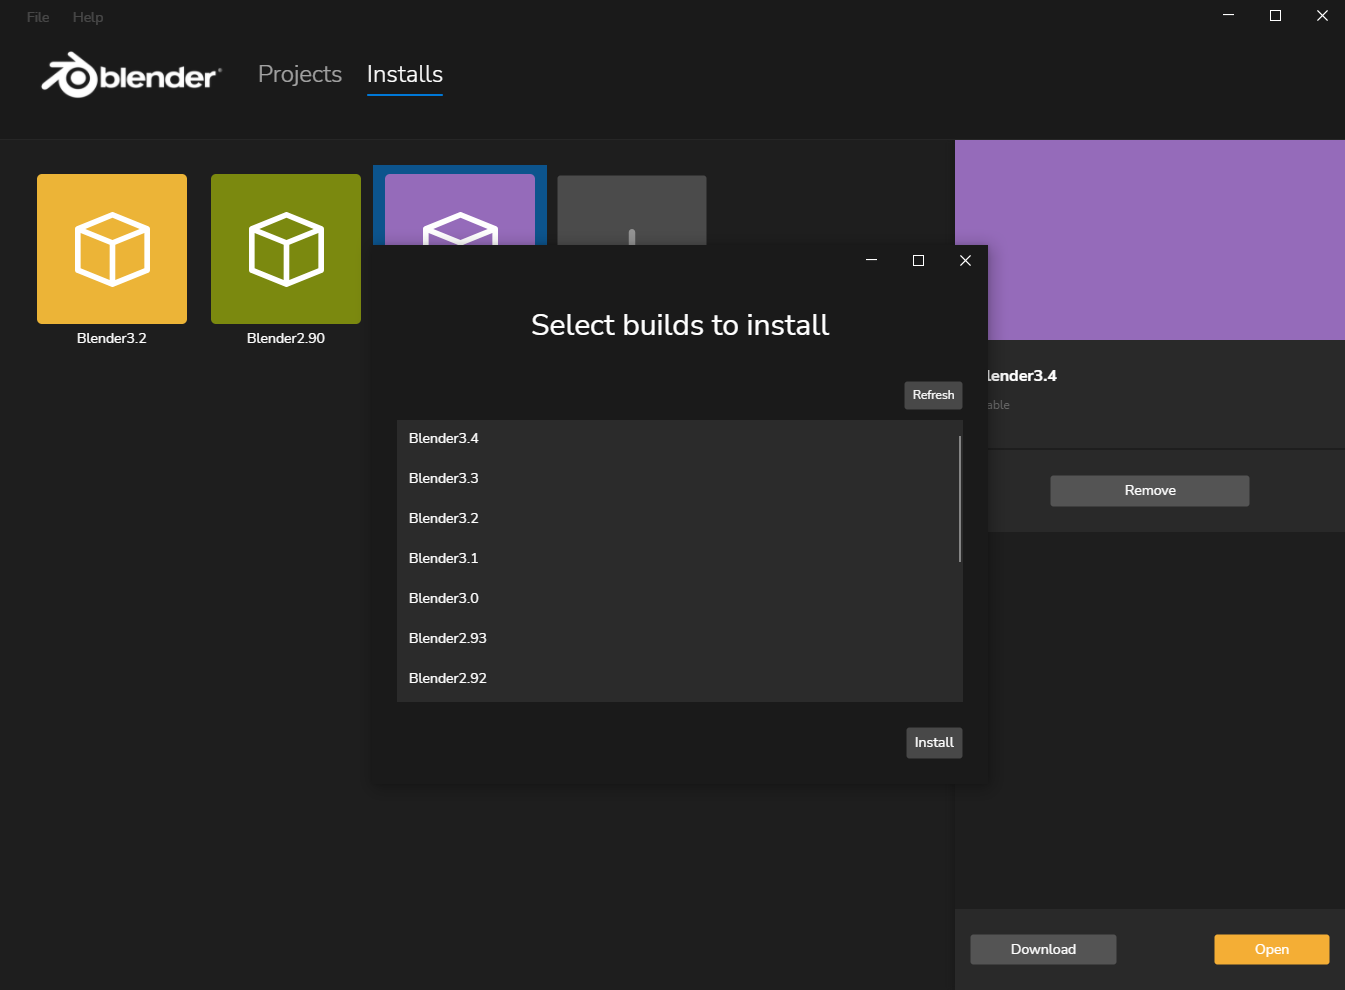 File Help
blender
Projects Installs
Blender3.2
Blender2.90
Select builds to install
Refresh
Blender3.4
Blender3.3
Blender3.2
Blender3.1
Blender3.0
Blender2.93
Blender2.92
Install
lender3.4
able
Remove
Download
Open